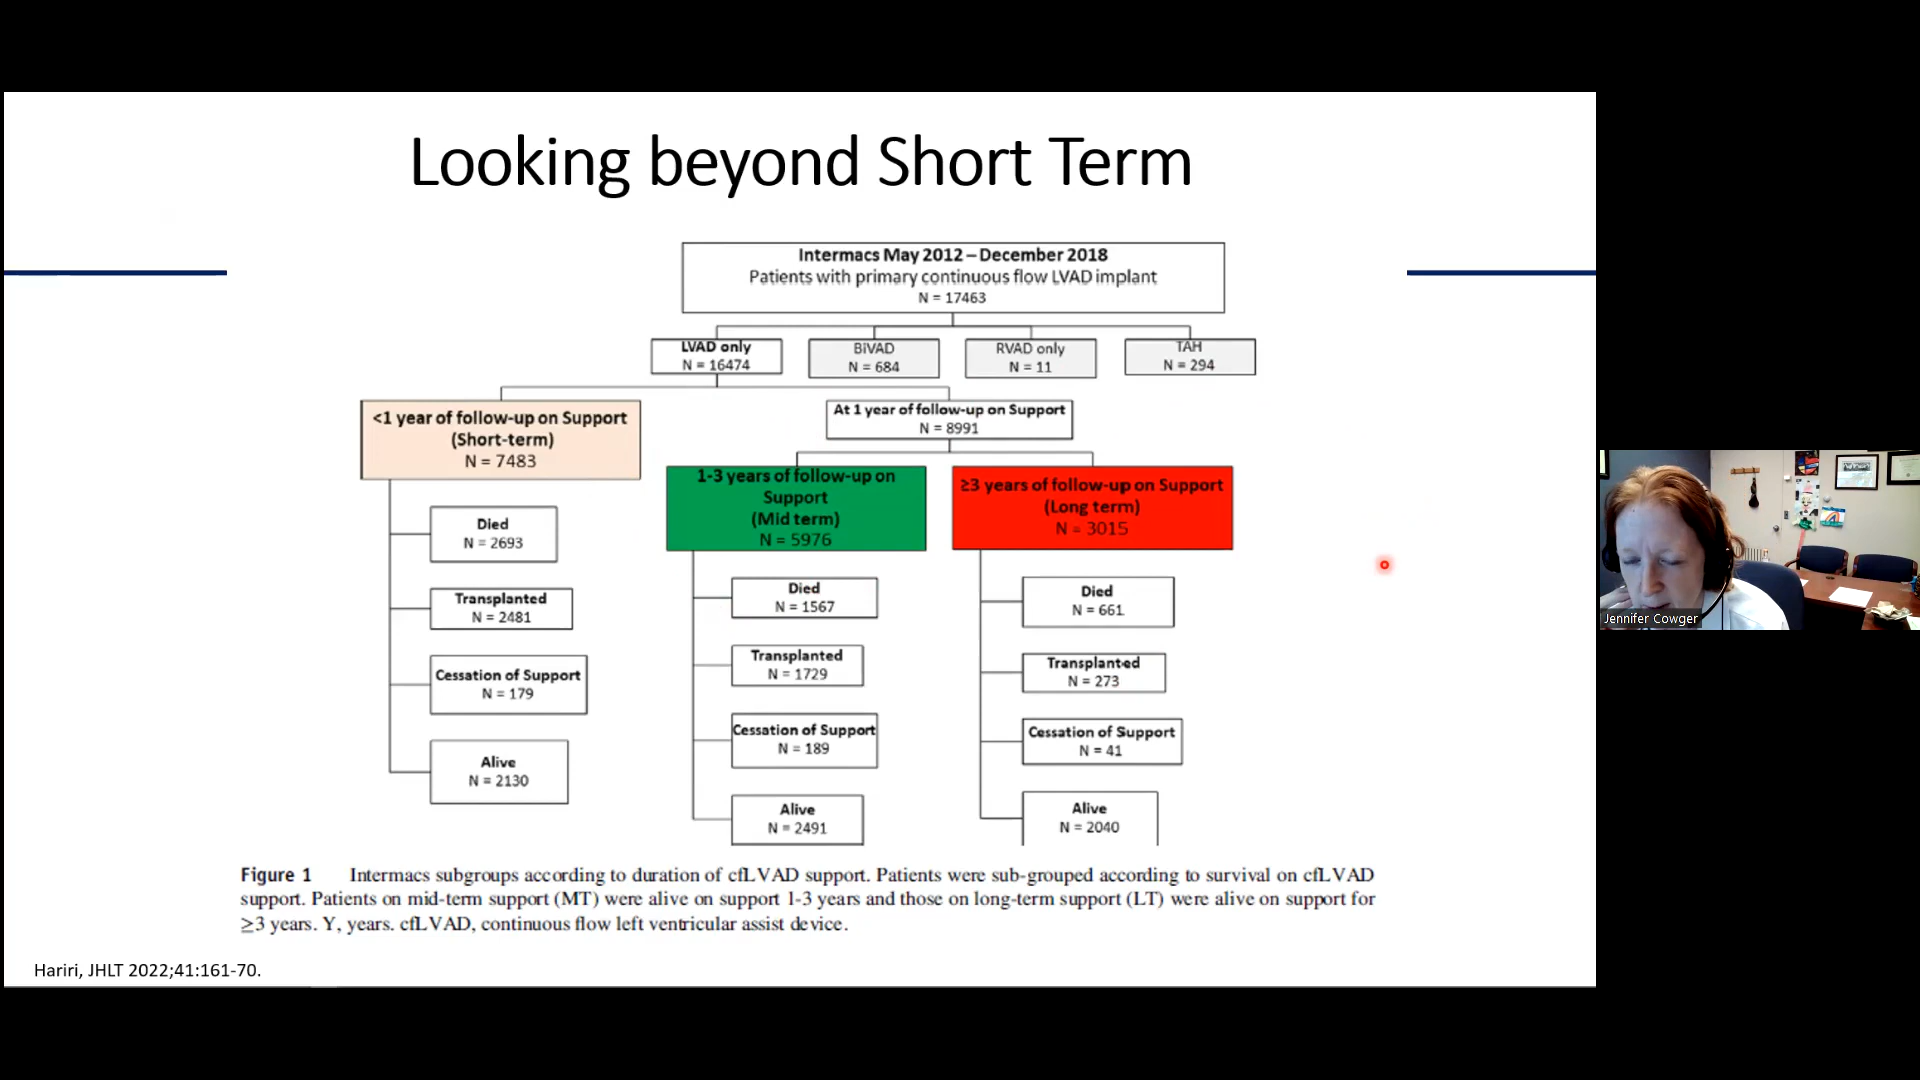 Looking beyond Short Term
Intermacs May 2012 – December 2018
Patients with primary continuous flow LVAD implant
N = 17463
LVAD only
N = 16474
BiVAD
N = 684
RVAD only
N = 11
TAH
N = 294
<1 year of follow-up on Support
(Short-term)
N = 7483
At 1 year of follow-up on Support
N = 8991
1-3 years of follow-up on
Support
(Mid term)
N = 5976
≥3 years of follow-up on Support
(Long term)
N = 3015
Died
N = 2693
Transplanted
N = 2481
Cessation of Support
N = 179
Alive
N = 2130
Died
N = 1567
Transplanted
N = 1729
Cessation of Support
N = 189
Alive
N = 2491
Died
N = 661
Transplanted
N = 273
Cessation of Support
N = 41
Alive
N = 2040
Figure 1 Intermacs subgroups according to duration of cfLVAD support. Patients were sub-grouped according to survival on cfLVAD
support. Patients on mid-term support (MT) were alive on support 1-3 years and those on long-term support (LT) were alive on support for
≥3 years. Y, years. cfLVAD, continuous flow left ventricular assist device.
Hariri, JHLT 2022;41:161-70.
Jennifer Cowger